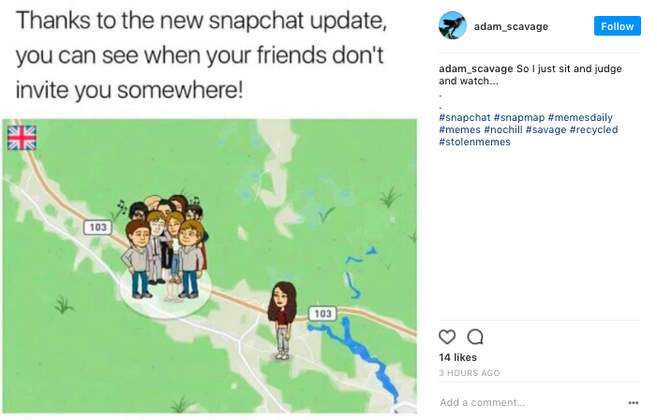 Thanks to the new snapchat update,
you can see when your friends don't
invite you somewhere!
103
103
adam_scavage
Follow
adam_scavage So I just sit and judge
and watch...
.
.
#snapchat #snapmap #memesdaily
#memes #nochill #savage #recycled
#stolenmemes
14 likes
3 HOURS AGO
Add a comment...